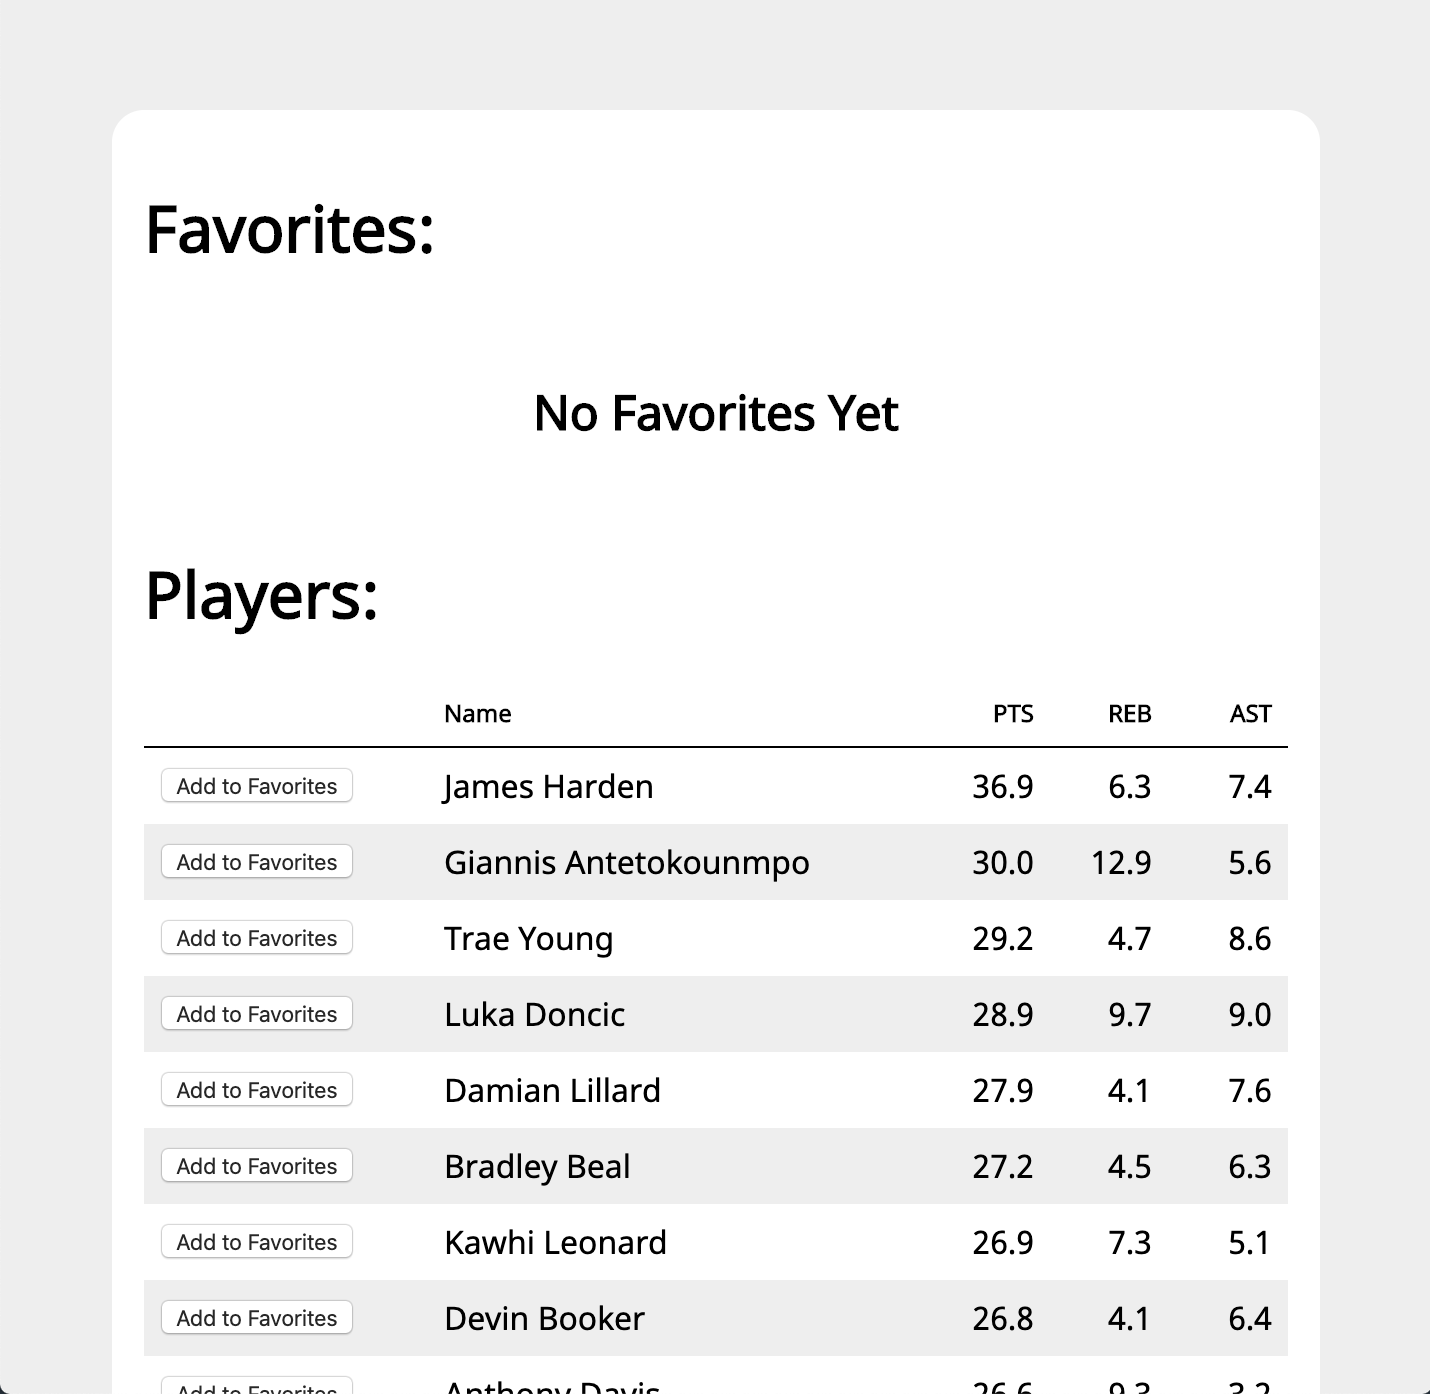 Favorites:
No Favorites Yet
Players:
Name PTS REB AST
Add to Favorites James Harden 36.9 6.3 7.4
Add to Favorites Giannis Antetokounmpo 30.0 12.9 5.6
Add to Favorites Trae Young 29.2 4.7 8.6
Add to Favorites Luka Doncic 28.9 9.7 9.0
Add to Favorites Damian Lillard 27.9 4.1 7.6
Add to Favorites Bradley Beal 27.2 4.5 6.3
Add to Favorites Kawhi Leonard 26.9 7.3 5.1
Add to Favorites Devin Booker 26.8 4.1 6.4
Add to Favorites Anthony Davis 26.6 9.3 3.2